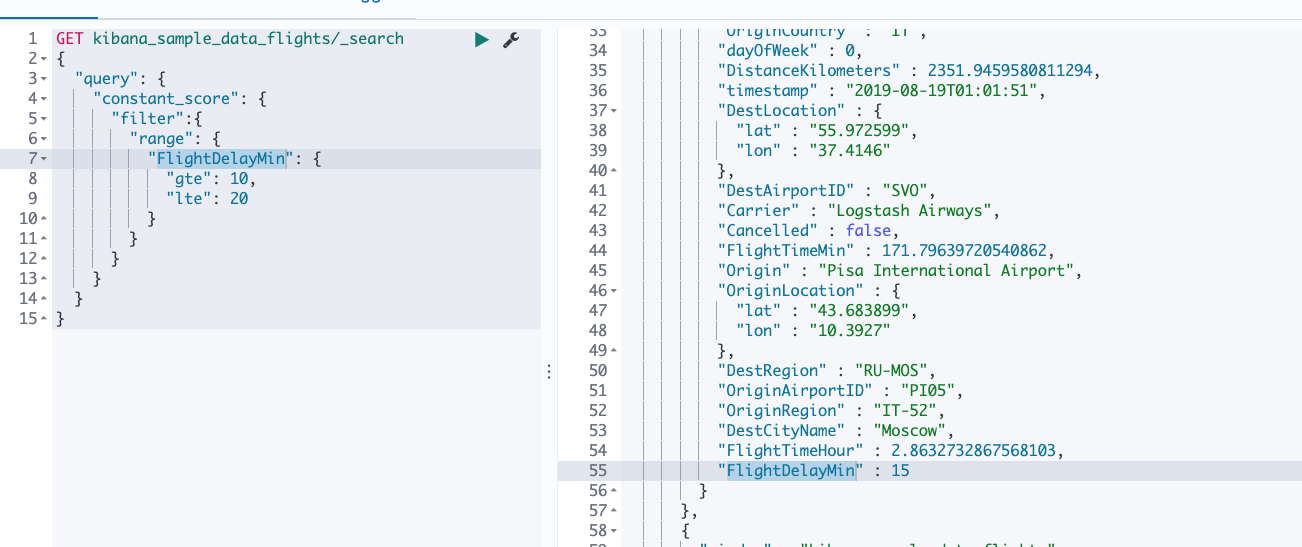 1 GET kibana_sample_data_flights/_search
2 {
3 "query": {
4 "constant_score": {
5 "filter":{
6 "range": {
7 "FlightDelayMin": {
8 "gte": 10,
9 "lte": 20
10 }
11 }
12 }
13 }
14 }
15 }
33 "OriginCountry" : "IT",
34 "dayOfWeek" : 0,
35 "DistanceKilometers" : 2351.9459580811294,
36 "timestamp" : "2019-08-19T01:01:51",
37 "DestLocation" : {
38 "lat" : "55.972599",
39 "lon" : "37.4146"
40 },
41 "DestAirportID" : "SVO",
42 "Carrier" : "Logstash Airways",
43 "Cancelled" : false,
44 "FlightTimeMin" : 171.79639720540862,
45 "Origin" : "Pisa International Airport",
46 "OriginLocation" : {
47 "lat" : "43.683899",
48 "lon" : "10.3927"
49 },
50 "DestRegion" : "RU-MOS",
51 "OriginAirportID" : "PI05",
52 "OriginRegion" : "IT-52",
53 "DestCityName" : "Moscow",
54 "FlightTimeHour" : 2.8632732867568103,
55 "FlightDelayMin" : 15
56 }
57 },
58 {